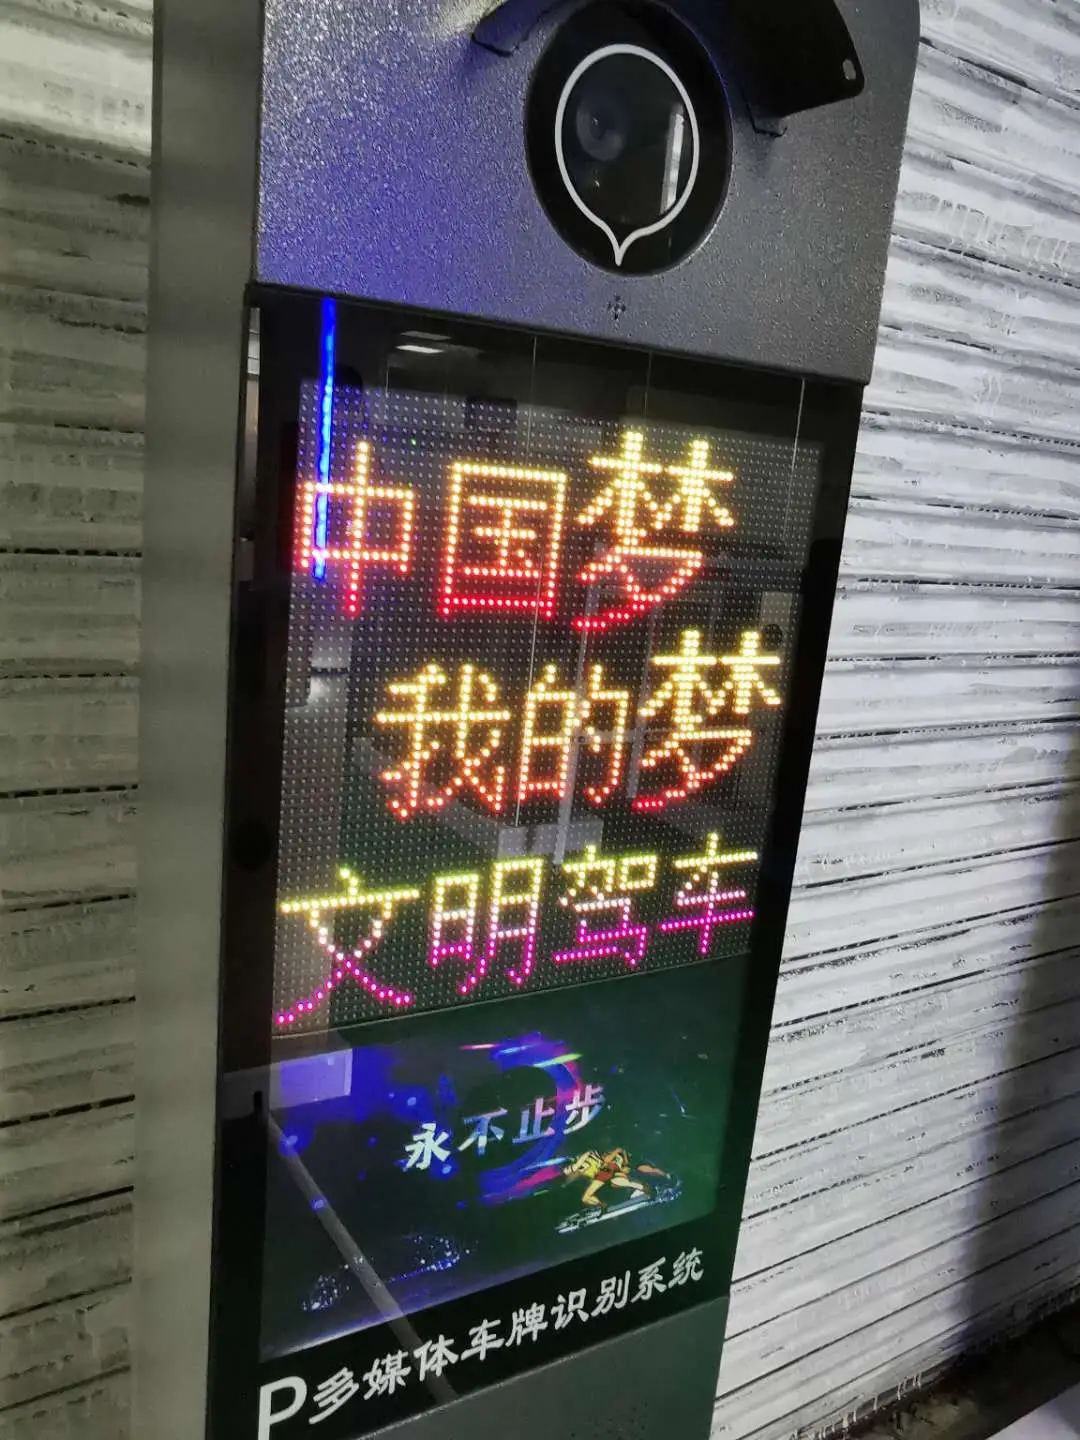 中国梦
我的梦
文明驾车
永不止步
P多媒体车牌识别系统